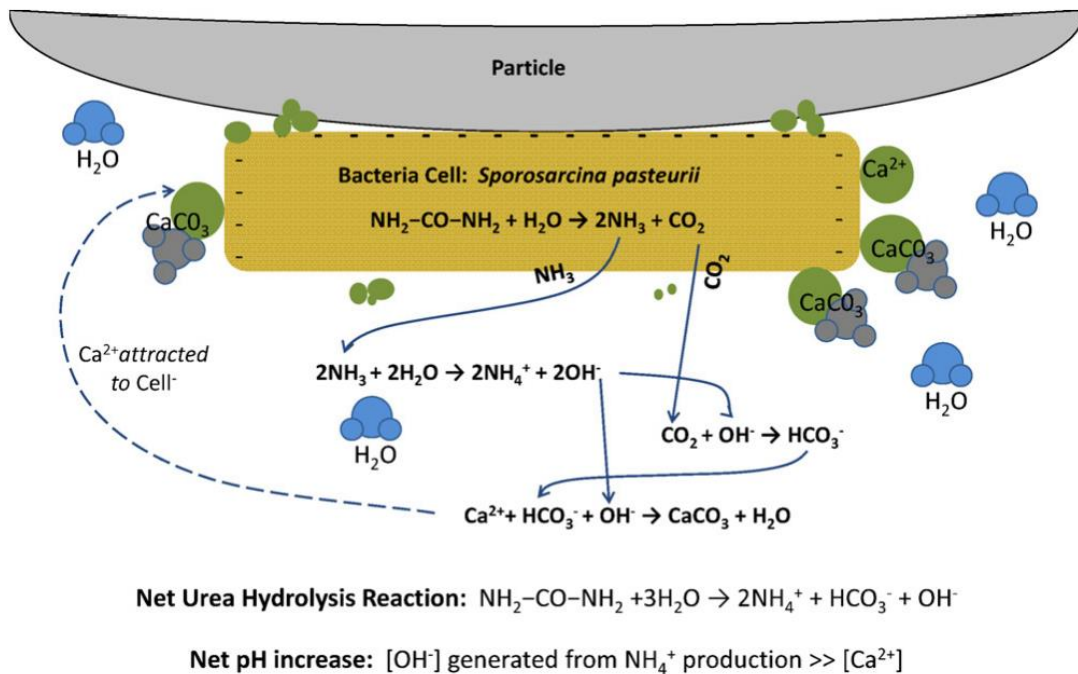 Particle
H₂O
Bacteria Cell: Sporosarcina pasteurii
NH₂–CO–NH₂ + H₂O → 2NH₃ + CO₂
Ca²⁺
H₂O
CaC0₃
CaC0₃
CaC0₃
NH₃
CO₂
Ca²⁺attracted
to Cell⁻
2NH₃ + 2H₂O → 2NH₄⁺ + 2OH⁻
H₂O
H₂O
CO₂ + OH⁻ → HCO₃⁻
Ca²⁺+ HCO₃⁻ + OH⁻ → CaCO₃ + H₂O
Net Urea Hydrolysis Reaction: NH₂–CO–NH₂ +3H₂O → 2NH₄⁺ + HCO₃⁻ + OH⁻
Net pH increase: [OH⁻] generated from NH₄⁺ production >> [Ca²⁺]